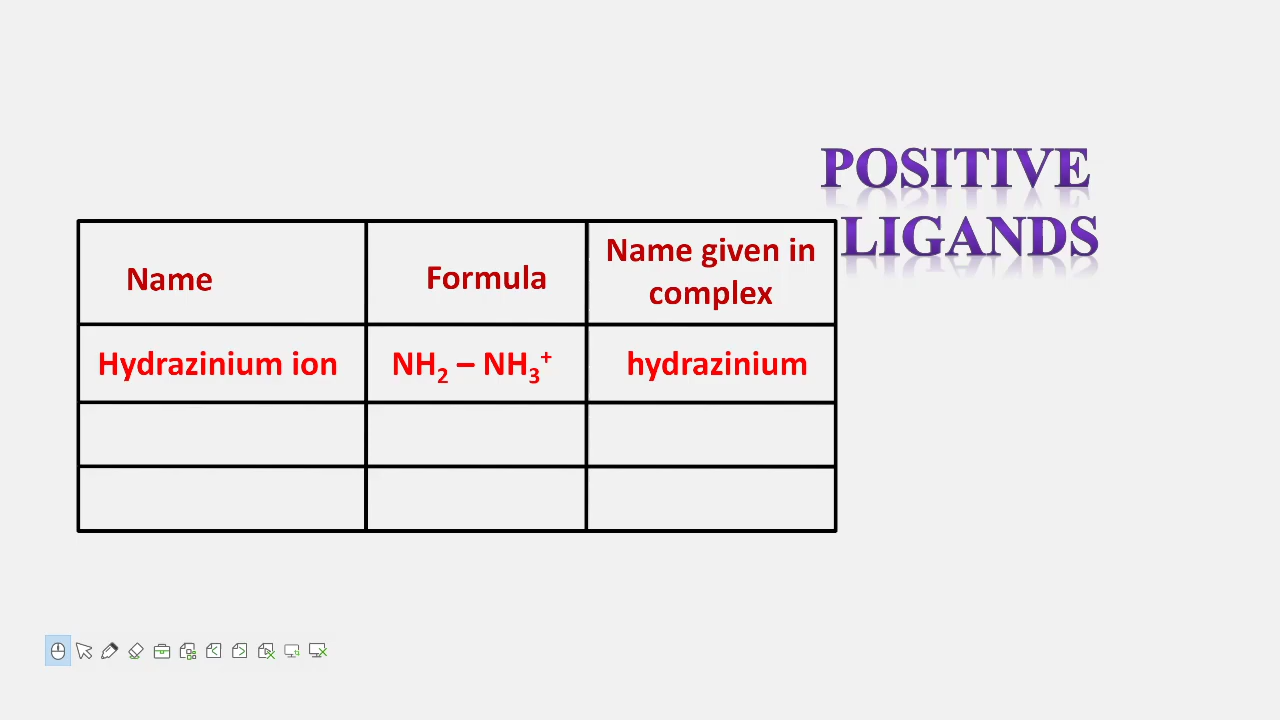 POSITIVE
LIGANDS
Name
Formula
Name given in
complex
Hydrazinium ion
NH₂ – NH₃⁺
hydrazinium